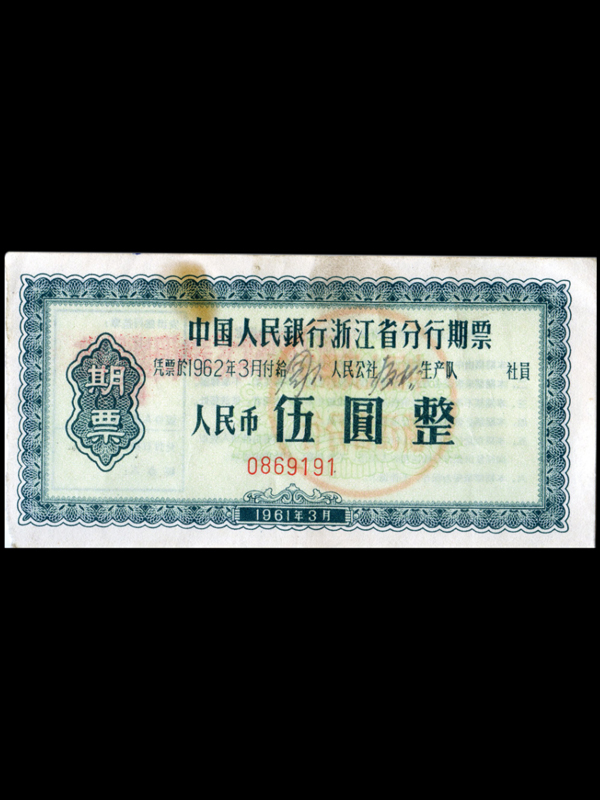 中国人民銀行浙江省分行期票
凭票於1962年3月付給 人民公社 生产队 社員
期票
人民币 伍圓整
0869191
1961年3月